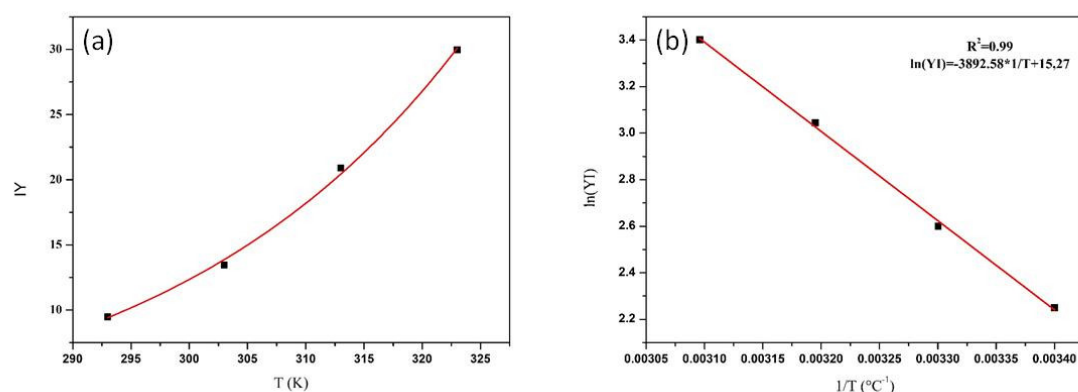 (a)
30
25
20
15
10
IY
290 295 300 305 310 315 320 325
T (K)
(b)
R²=0.99
ln(YI)=-3892.58*1/T+15,27
3.4
3.2
3.0
2.8
2.6
2.4
2.2
ln(YI)
0.00305 0.00310 0.00315 0.00320 0.00325 0.00330 0.00335 0.00340
1/T (°C⁻¹)